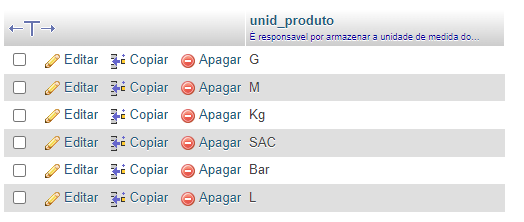 unid_produto
É responsavel por armazenar a unidade de medida do...
Editar Copiar Apagar G
Editar Copiar Apagar M
Editar Copiar Apagar Kg
Editar Copiar Apagar SAC
Editar Copiar Apagar Bar
Editar Copiar Apagar L